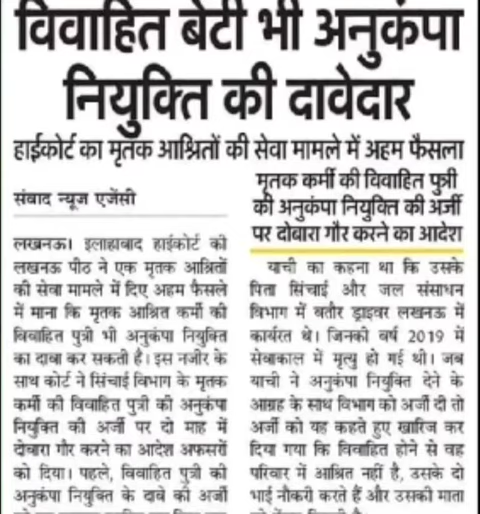 विवाहित बेटी भी अनुकंपा
नियुक्ति की दावेदार
हाईकोर्ट का मृतक आश्रितों की सेवा मामले में अहम फैसला
संवाद न्यूज एजेंसी
लखनऊ। इलाहाबाद हाईकोर्ट की
लखनऊ पीठ ने एक मृतक आश्रितों
की सेवा मामले में दिए अहम फैसले
में माना कि मृतक आश्रित कर्मी की
विवाहित पुत्री भी अनुकंपा नियुक्ति
का दावा कर सकती है। इस नजीर के
साथ कोर्ट ने सिंचाई विभाग के मृतक
कर्मी की विवाहित पुत्री की अनुकंपा
नियुक्ति की अर्जी पर दो माह में
दोबारा गौर करने का आदेश अफसरों
को दिया। पहले, विवाहित पुत्री की
अनुकंपा नियुक्ति के दावे की अर्जी
मृतक कर्मी की विवाहित पुत्री
की अनुकंपा नियुक्ति की अर्जी
पर दोबारा गौर करने का आदेश
याची का कहना था कि उसके
पिता सिंचाई और जल संसाधन
विभाग में बतौर ड्राइवर लखनऊ में
कार्यरत थे। जिनकी वर्ष 2019 में
सेवाकाल में मृत्यु हो गई थी। जब
याची ने अनुकंपा नियुक्ति देने के
आग्रह के साथ विभाग को अर्जी दी तो
अर्जी को यह कहते हुए खारिज कर
दिया गया कि विवाहित होने से वह
परिवार में आश्रित नहीं है, उसके दो
भाई नौकरी करते हैं और उसकी माता